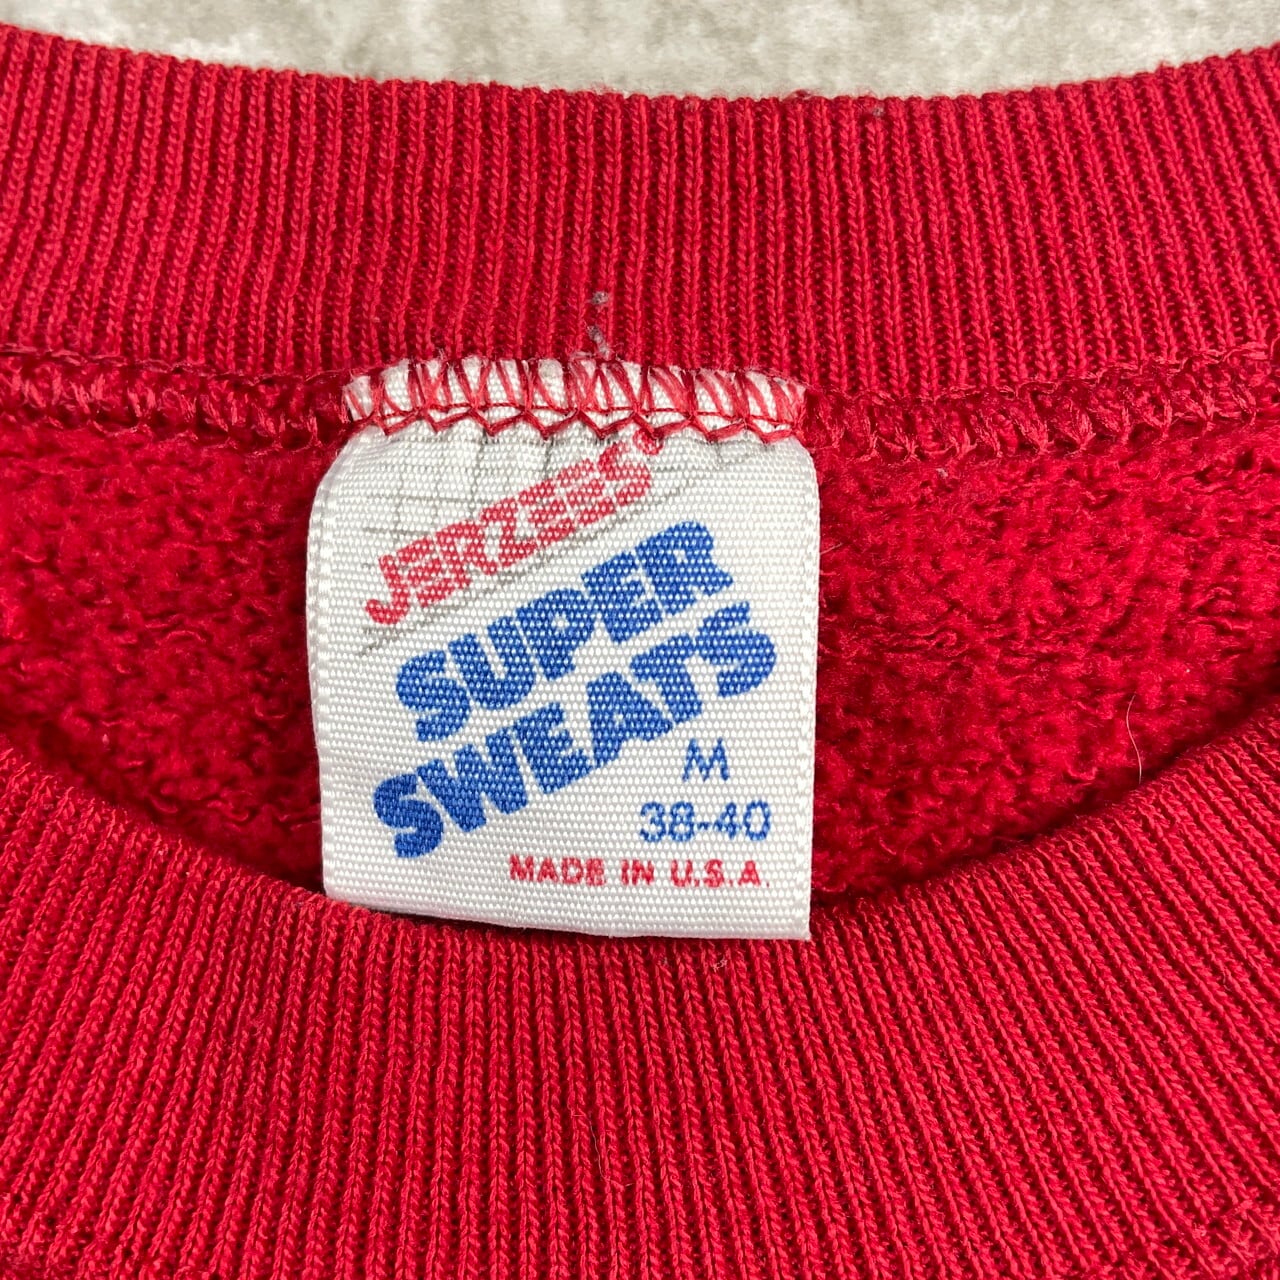 JERZEES
SUPER
SWEATS
M
38-40
MADE IN U.S.A.